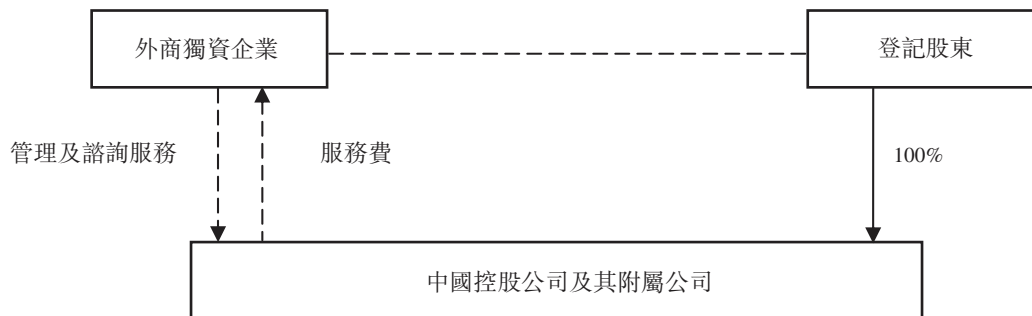 外商獨資企業
登記股東
管理及諮詢服務
服務費
100%
中國控股公司及其附屬公司